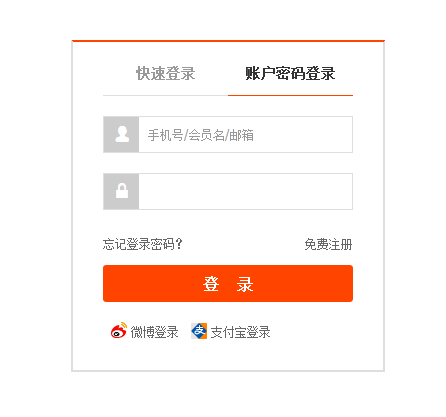 快速登录 账户密码登录
手机号/会员名/邮箱
忘记登录密码? 免费注册
登 录
微博登录 支付宝登录